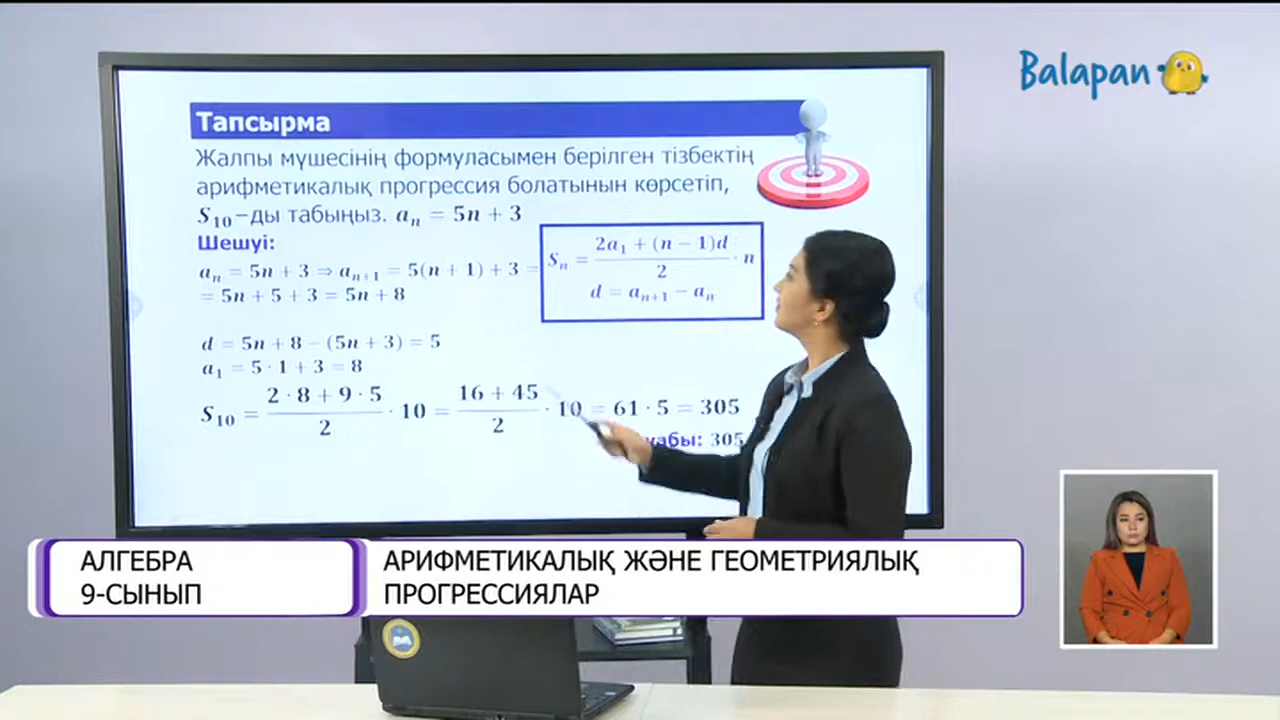 Balapan
Тапсырма
Жалпы мүшесінің формуласымен берілген тізбектің
арифметикалық прогрессия болатынын көрсетіп,
S₁₀–ды табыңыз. aₙ = 5n + 3
Шешуі:
aₙ = 5n + 3 ⇒ aₙ₊₁ = 5(n + 1) + 3 =
= 5n + 5 + 3 = 5n + 8
Sₙ = (2a₁ + (n − 1)d)/2 · n
d = aₙ₊₁ − aₙ
d = 5n + 8 − (5n + 3) = 5
a₁ = 5 · 1 + 3 = 8
S₁₀ = (2 · 8 + 9 · 5)/2 · 10 = (16 + 45)/2 · 10 = 61 · 5 = 305
305
АЛГЕБРА
9-СЫНЫП
АРИФМЕТИКАЛЫҚ ЖӘНЕ ГЕОМЕТРИЯЛЫҚ
ПРОГРЕССИЯЛАР